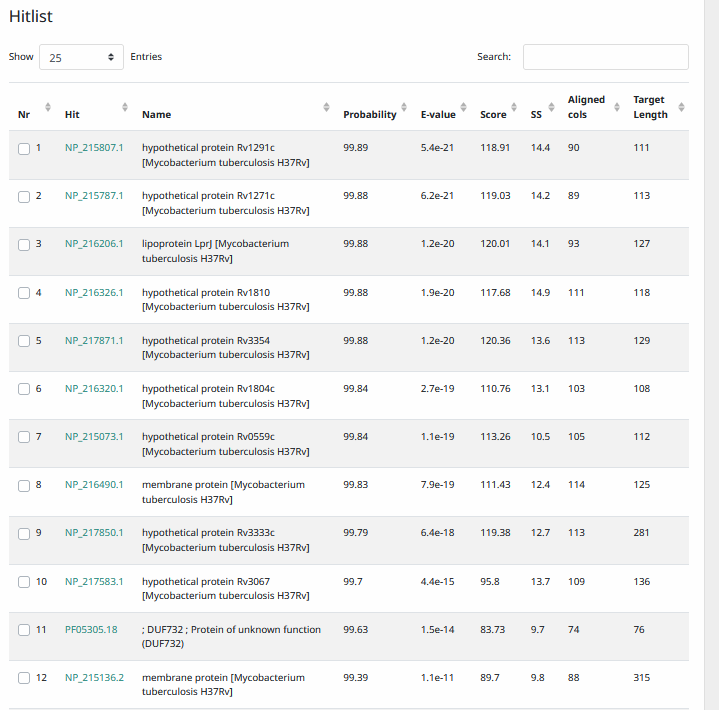 Hitlist
Show 25 Entries Search:
Nr Hit Name Probability E-value Score SS Aligned cols Target Length
1 NP_215807.1 hypothetical protein Rv1291c 99.89 5.4e-21 118.91 14.4 90 111
[Mycobacterium tuberculosis H37Rv]
2 NP_215787.1 hypothetical protein Rv1271c 99.88 6.2e-21 119.03 14.2 89 113
[Mycobacterium tuberculosis H37Rv]
3 NP_216206.1 lipoprotein LprJ [Mycobacterium 99.88 1.2e-20 120.01 14.1 93 127
tuberculosis H37Rv]
4 NP_216326.1 hypothetical protein Rv1810 99.88 1.9e-20 117.68 14.9 111 118
[Mycobacterium tuberculosis H37Rv]
5 NP_217871.1 hypothetical protein Rv3354 99.88 1.2e-20 120.36 13.6 113 129
[Mycobacterium tuberculosis H37Rv]
6 NP_216320.1 hypothetical protein Rv1804c 99.84 2.7e-19 110.76 13.1 103 108
[Mycobacterium tuberculosis H37Rv]
7 NP_215073.1 hypothetical protein Rv0559c 99.84 1.1e-19 113.26 10.5 105 112
[Mycobacterium tuberculosis H37Rv]
8 NP_216490.1 membrane protein [Mycobacterium 99.83 7.9e-19 111.43 12.4 114 125
tuberculosis H37Rv]
9 NP_217850.1 hypothetical protein Rv3333c 99.79 6.4e-18 119.38 12.7 113 281
[Mycobacterium tuberculosis H37Rv]
10 NP_217583.1 hypothetical protein Rv3067 99.7 4.4e-15 95.8 13.7 109 136
[Mycobacterium tuberculosis H37Rv]
11 PF05305.18 ; DUF732 ; Protein of unknown function 99.63 1.5e-14 83.73 9.7 74 76
(DUF732)
12 NP_215136.2 membrane protein [Mycobacterium 99.39 1.1e-11 89.7 9.8 88 315
tuberculosis H37Rv]